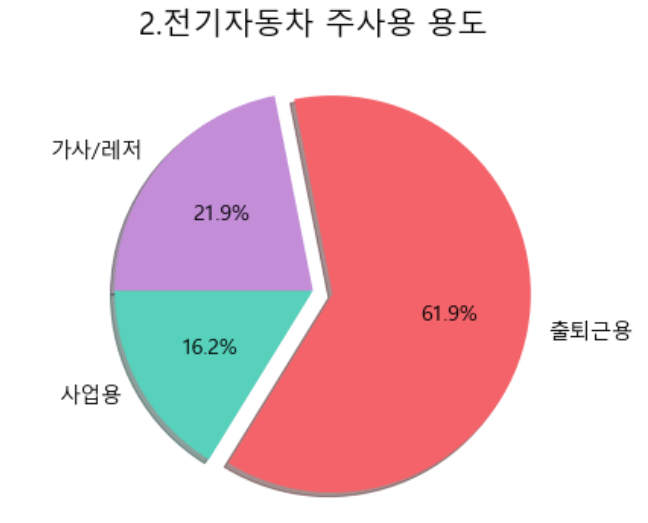 2.전기자동차 주사용 용도
가사/레저
21.9%
61.9%
출퇴근용
16.2%
사업용